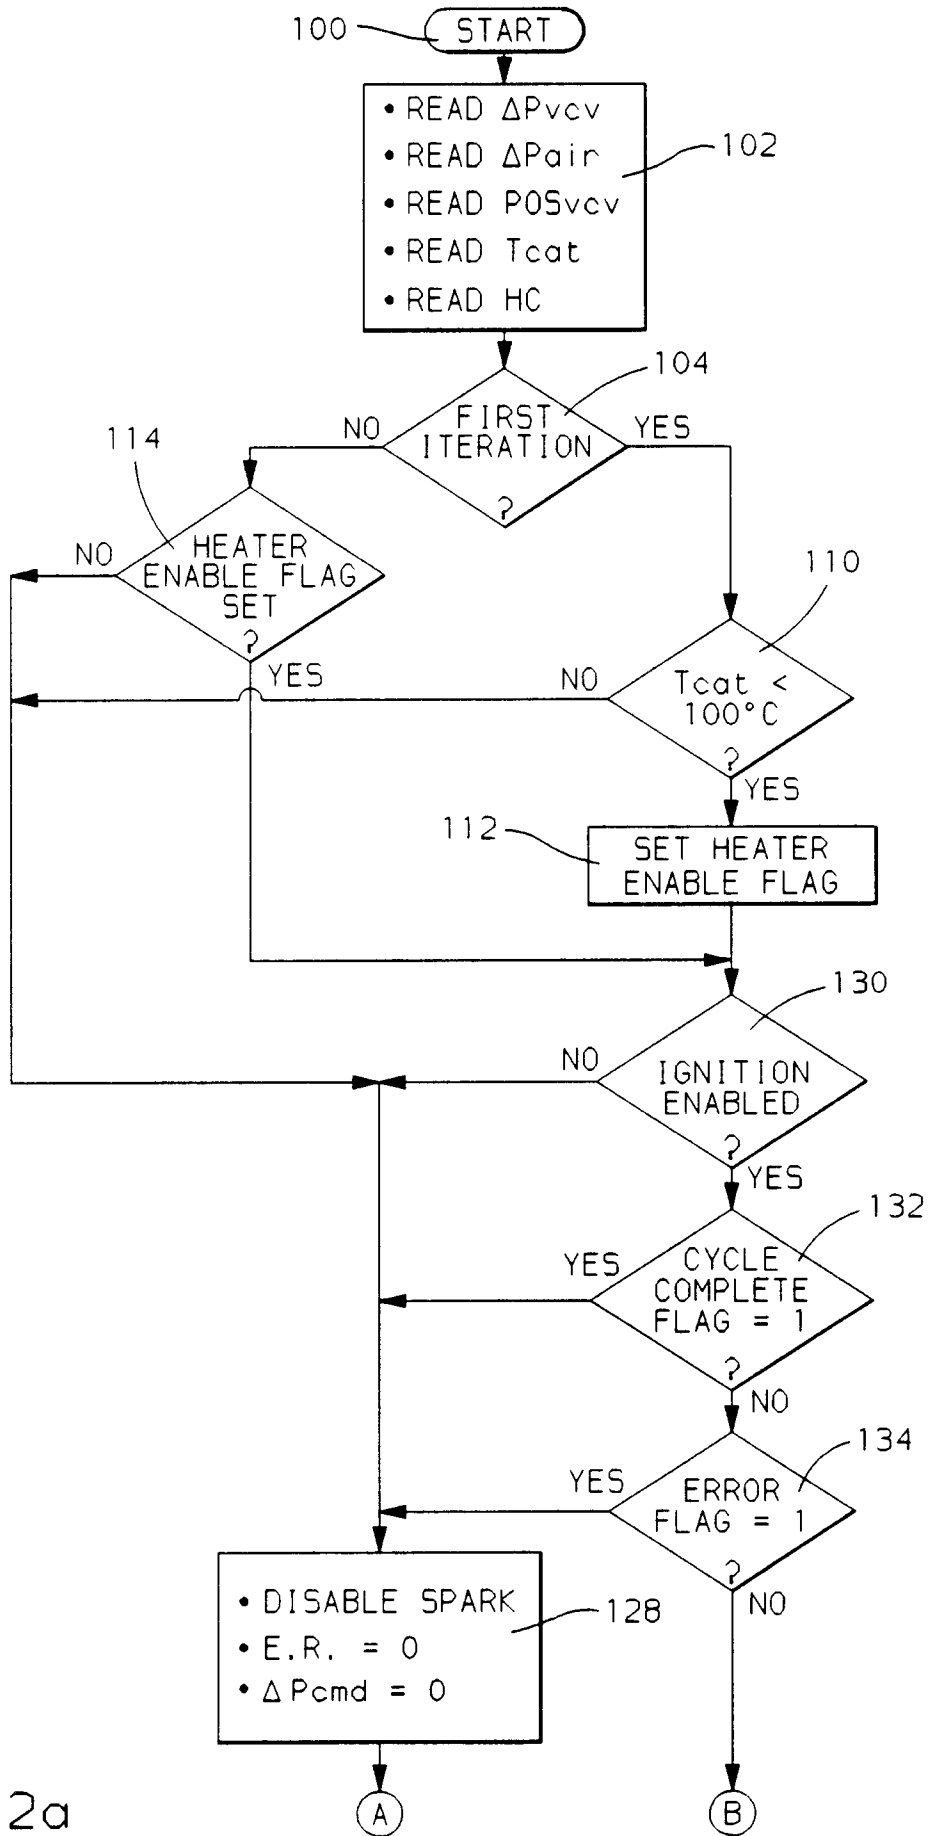 100
START
• READ ΔPvcv
• READ ΔPair
• READ POSvcv
• READ Tcat
• READ HC
102
104
FIRST
ITERATION
?
NO
YES
114
HEATER
ENABLE FLAG
SET
?
NO
YES
110
Tcat <
100°C
?
NO
YES
112
SET HEATER
ENABLE FLAG
130
IGNITION
ENABLED
?
NO
YES
132
CYCLE
COMPLETE
FLAG = 1
?
YES
NO
134
ERROR
FLAG = 1
?
YES
NO
• DISABLE SPARK
• E.R. = 0
• ΔPcmd = 0
128
2a
A
B